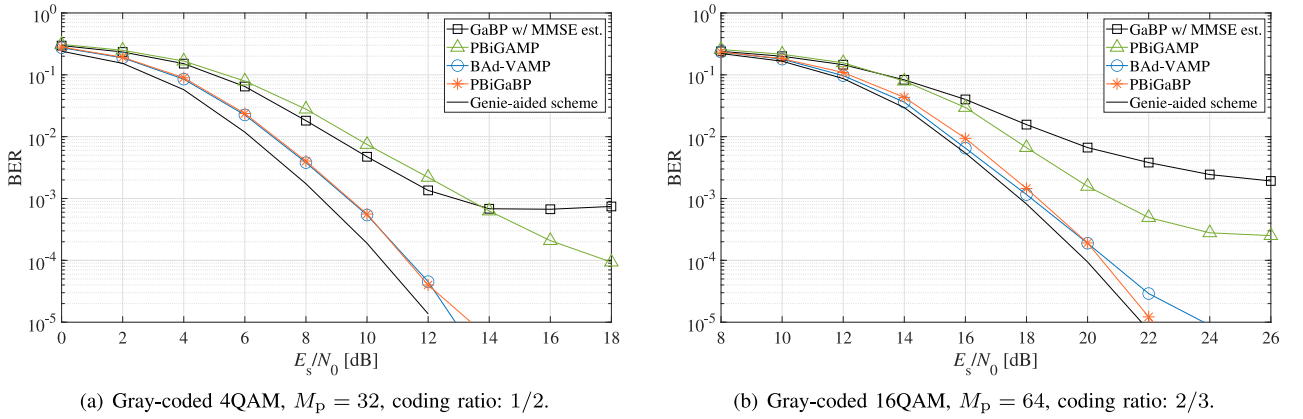 10^0
10^-1
10^-2
10^-3
10^-4
10^-5
BER
0 2 4 6 8 10 12 14 16 18
E_s/N_0 [dB]
GaBP w/ MMSE est.
PBiGAMP
BAd-VAMP
PBiGaBP
Genie-aided scheme
(a) Gray-coded 4QAM, M_p = 32, coding ratio: 1/2.
10^0
10^-1
10^-2
10^-3
10^-4
10^-5
BER
8 10 12 14 16 18 20 22 24 26
E_s/N_0 [dB]
GaBP w/ MMSE est.
PBiGAMP
BAd-VAMP
PBiGaBP
Genie-aided scheme
(b) Gray-coded 16QAM, M_p = 64, coding ratio: 2/3.